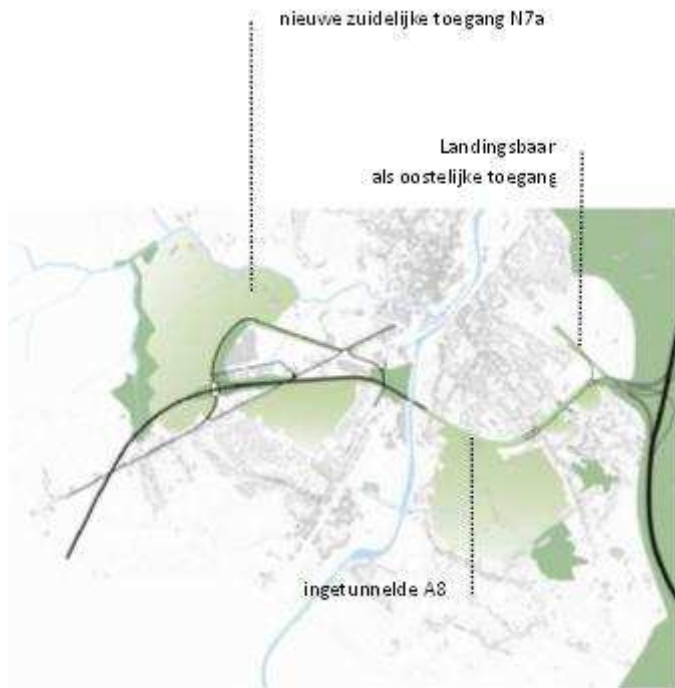 nieuwe zuidelijke toegang N7a
Landingsbaar
als oostelijke toegang
ingetunnelde A8